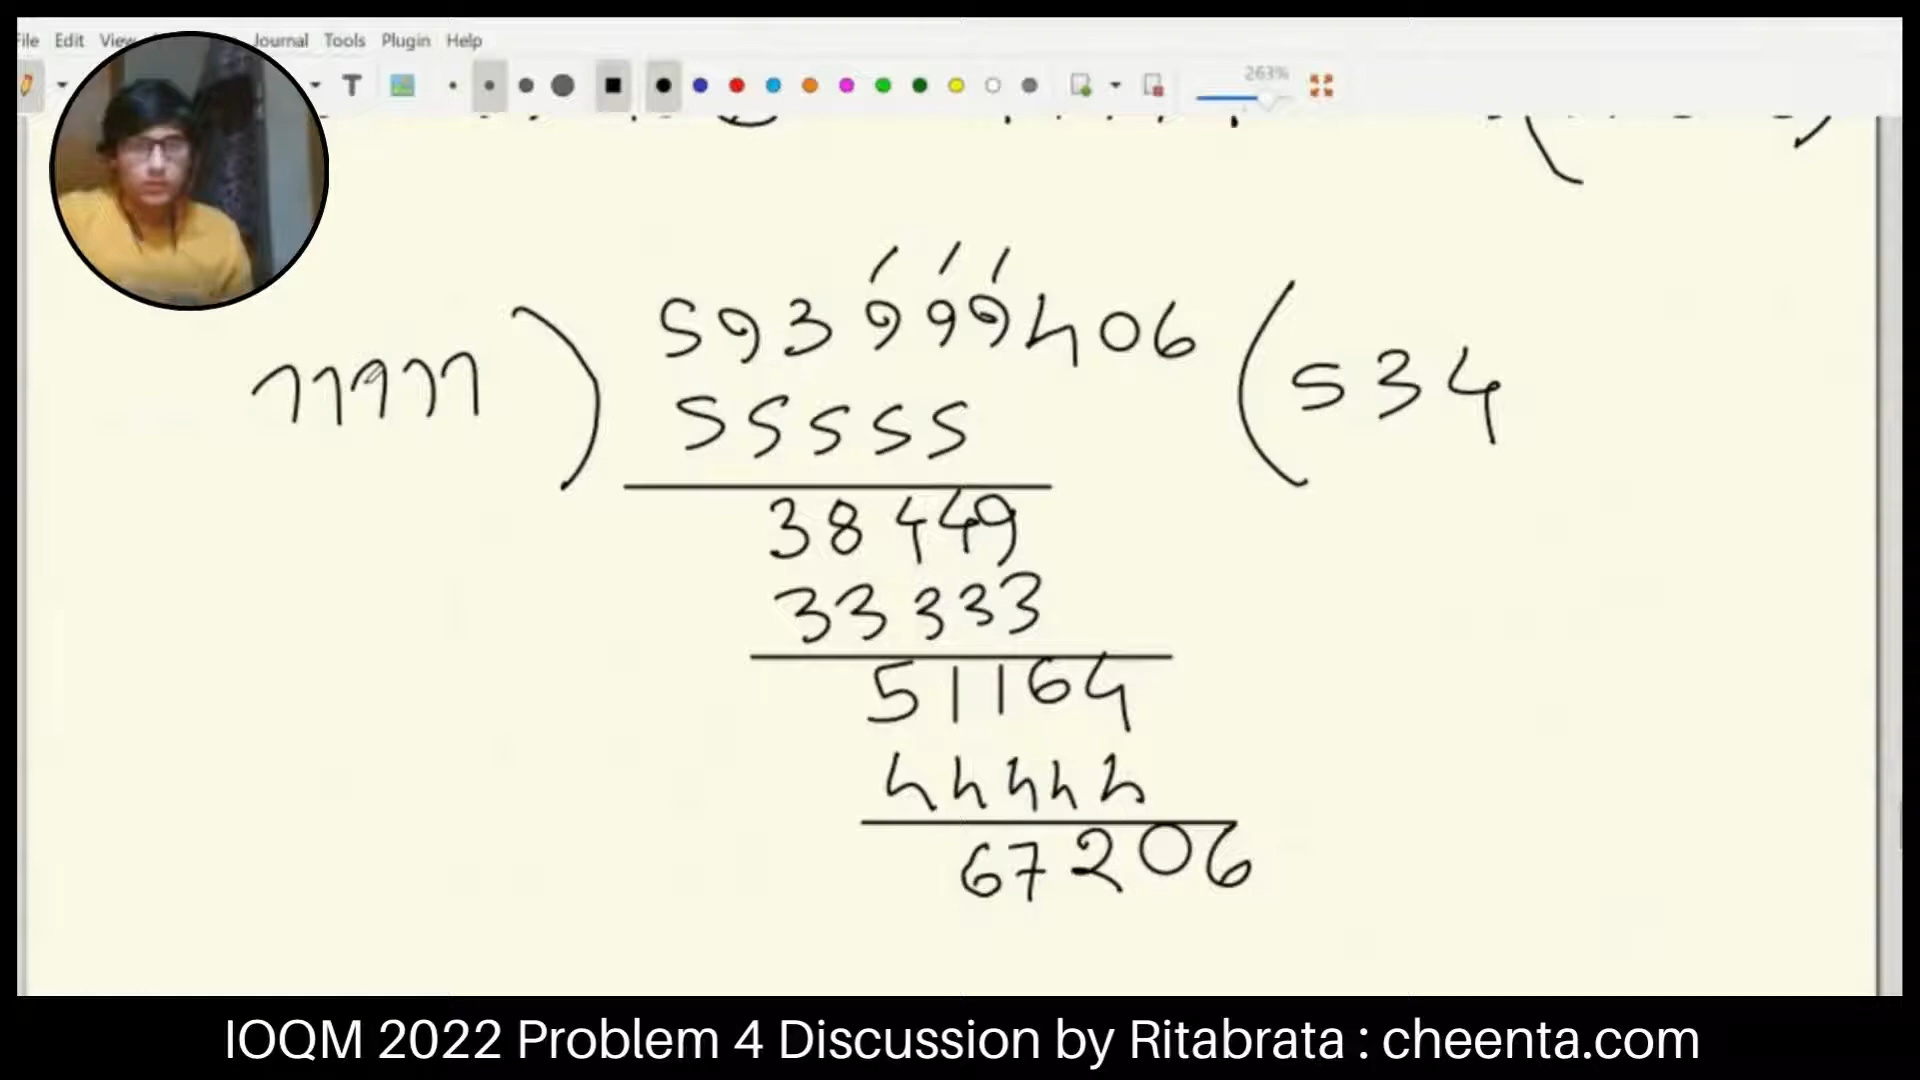 File Edit View Journal Tools Plugin Help
T 263%
11111 ) 593999406 ( 534
55555
38449
33333
51164
44444
67206
IOQM 2022 Problem 4 Discussion by Ritabrata : cheenta.com